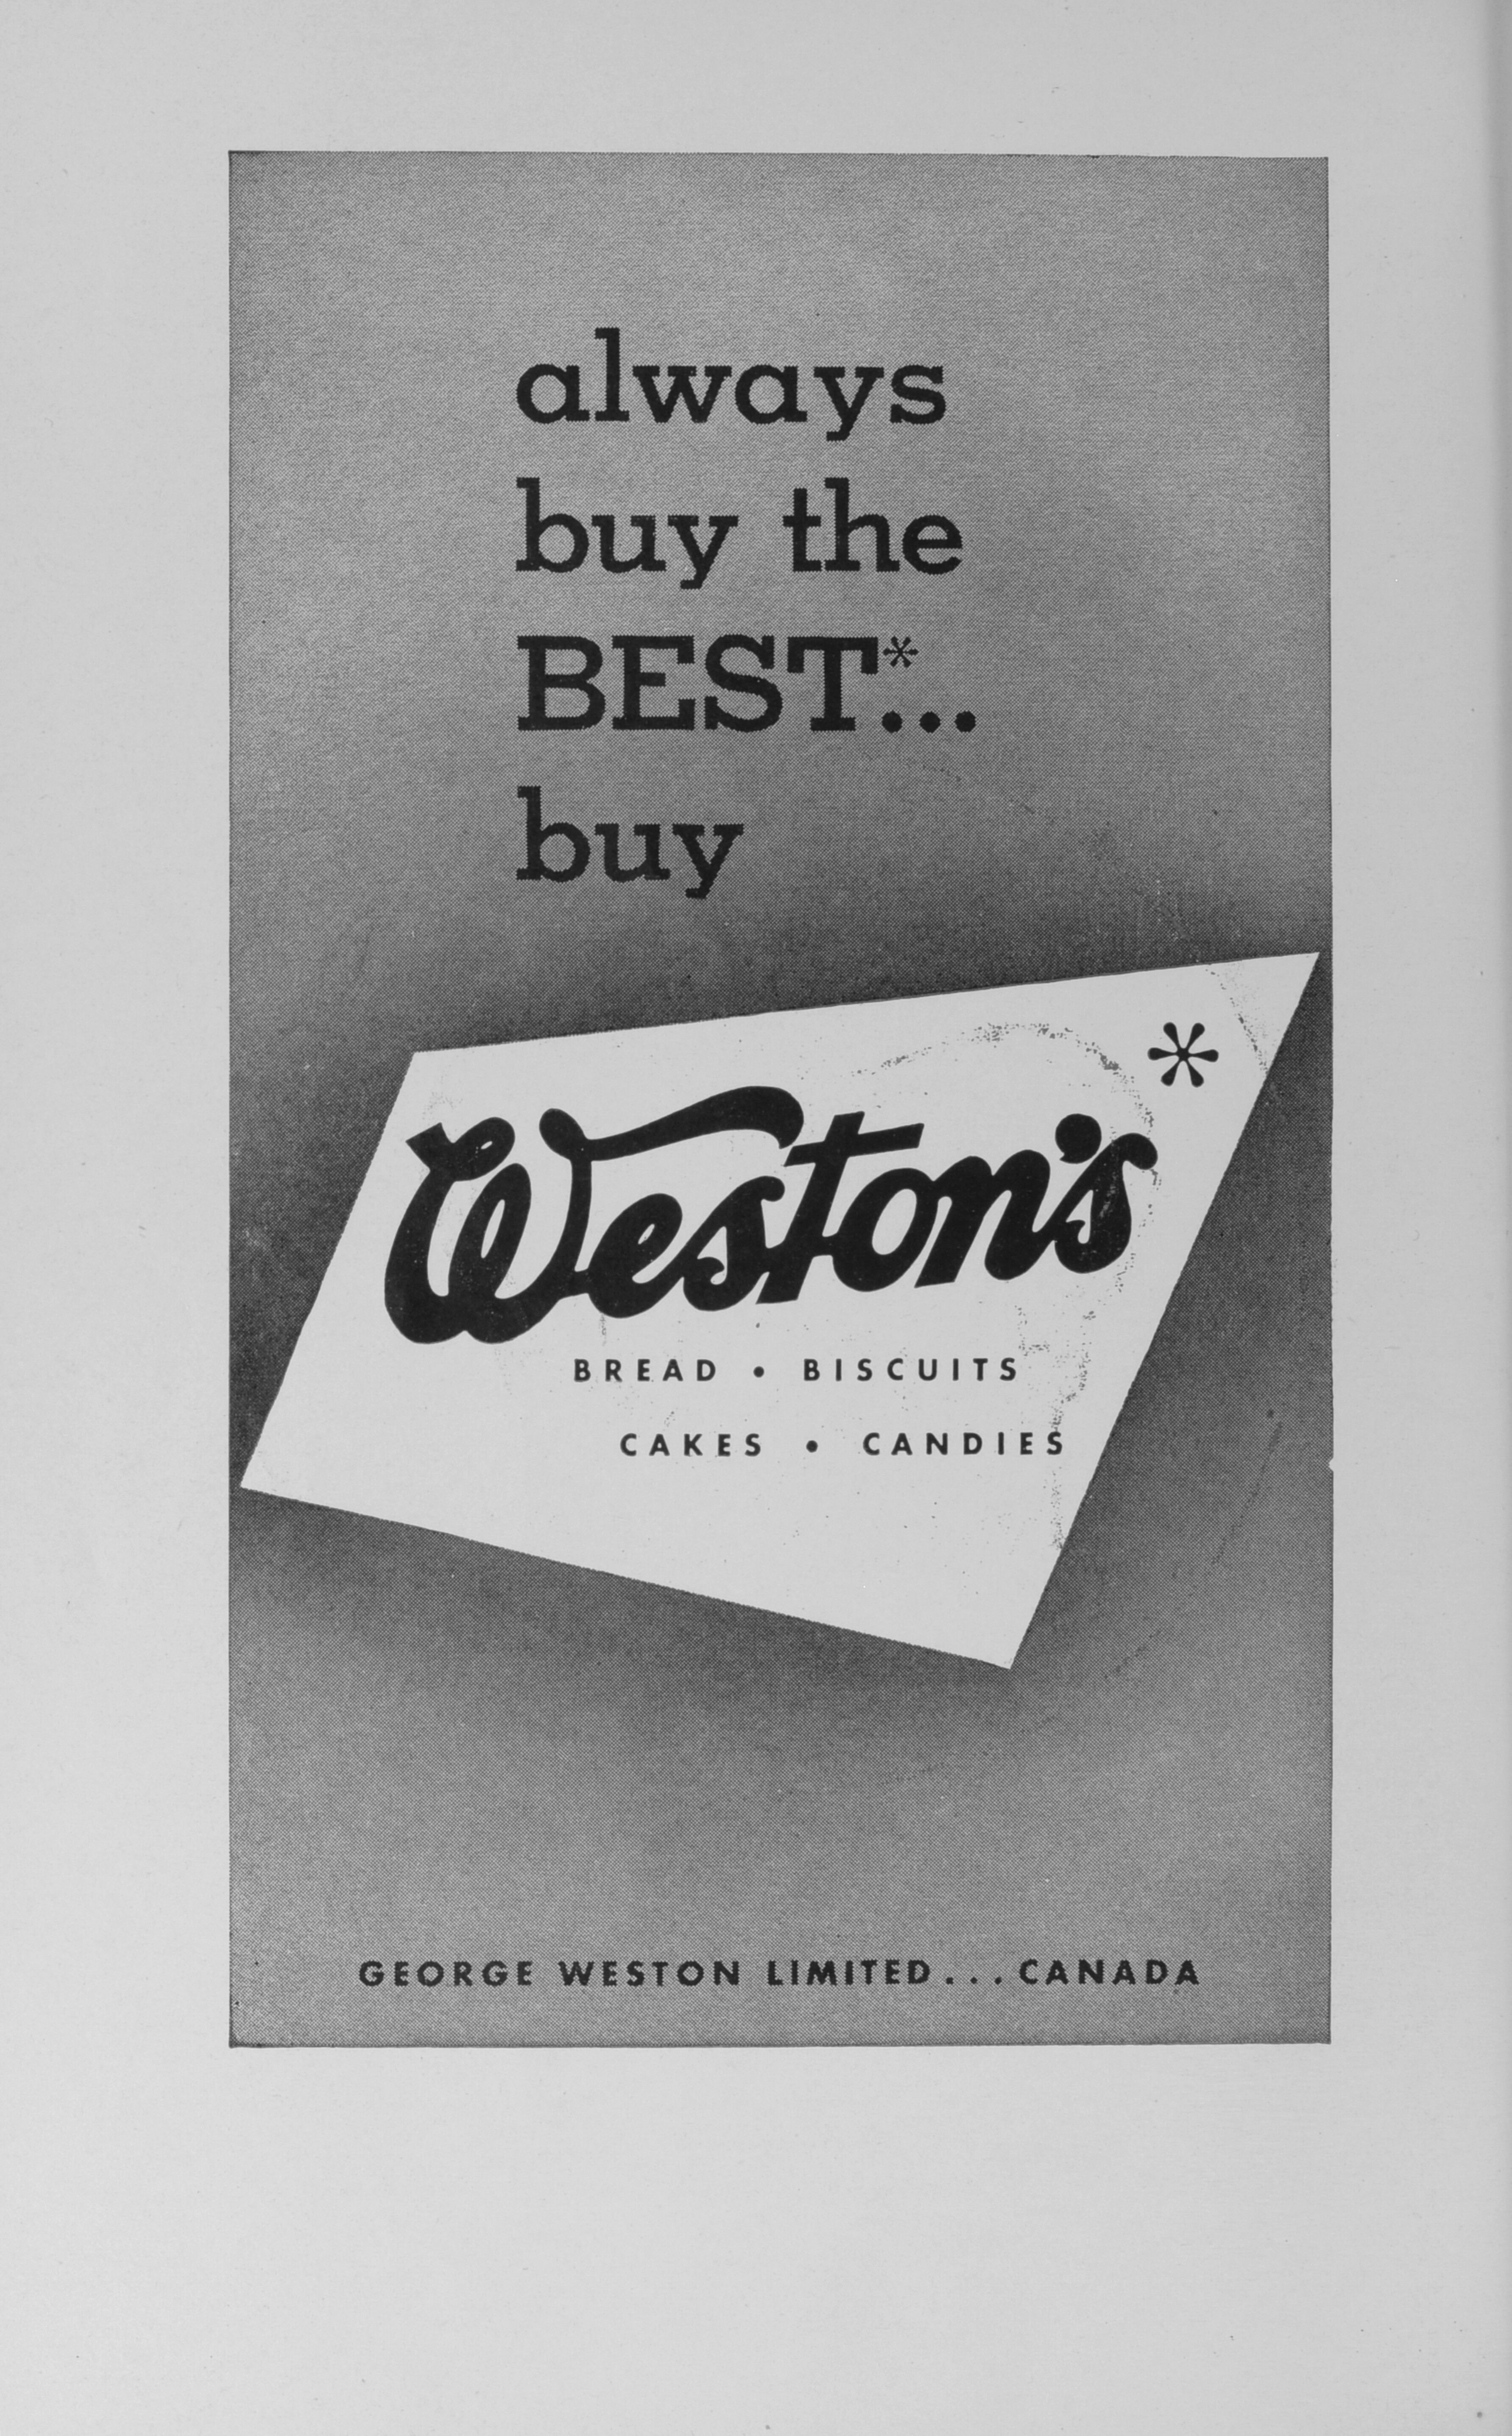 always
buy the
BEST*...
buy
Weston's *
BREAD • BISCUITS
CAKES • CANDIES
GEORGE WESTON LIMITED...CANADA